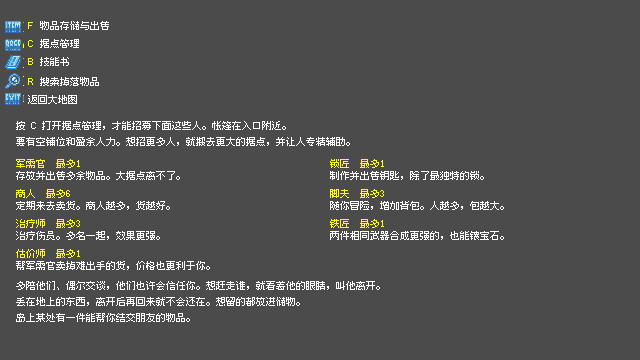 ITEM F 物品存储与出售
BASE C 据点管理
B 技能书
R 搜索掉落物品
EXIT 返回大地图
按 C 打开据点管理，才能招募下面这些人。帐篷在入口附近。
要有空铺位和盈余人力。想招更多人，就搬去更大的据点，并让人专精辅助。
军需官 最多1
存放并出售多余物品。大据点离不了。
锁匠 最多1
制作并出售钥匙，除了最独特的锁。
商人 最多6
定期来去卖货。商人越多，货越好。
脚夫 最多3
随你冒险，增加背包。人越多，包越大。
治疗师 最多3
治疗伤员。多名一起，效果更强。
铁匠 最多1
两件相同武器合成更强的，也能镶宝石。
估价师 最多1
帮军需官卖掉难出手的货，价格也更利于你。
多陪他们、偶尔交谈，他们也许会信任你。想赶走谁，就看着他的眼睛，叫他离开。
丢在地上的东西，离开后再回来就不会还在。想留的都放进储物。
岛上某处有一件能帮你结交朋友的物品。